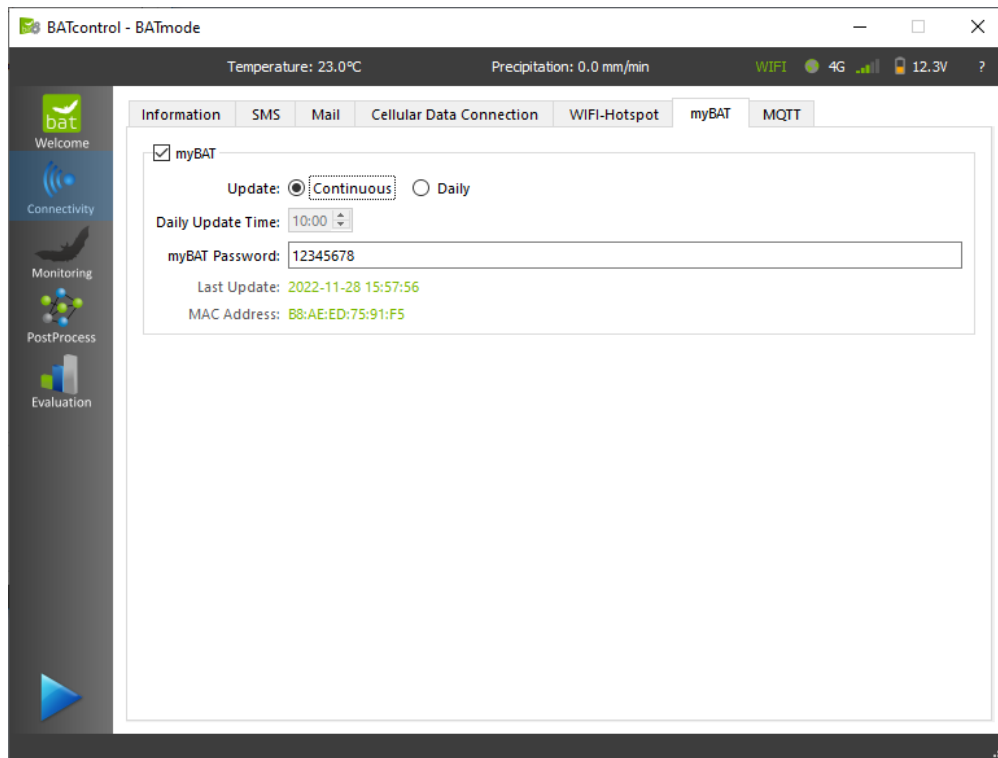 BATcontrol - BATmode
Temperature: 23.0°C Precipitation: 0.0 mm/min WIFI 4G 12.3V ?
bat
Welcome
Connectivity
Monitoring
PostProcess
Evaluation
Information SMS Mail Cellular Data Connection WIFI-Hotspot myBAT MQTT
myBAT
Update: Continuous Daily
Daily Update Time: 10:00
myBAT Password: 12345678
Last Update: 2022-11-28 15:57:56
MAC Address: B8:AE:ED:75:91:F5